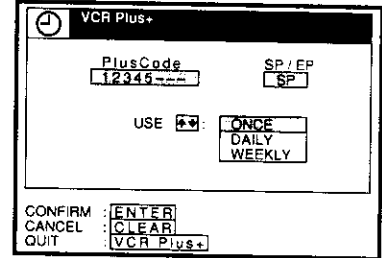 VCR Plus+
PlusCode SP/EP
12345--- SP
USE ▲▼: ONCE
DAILY
WEEKLY
CONFIRM : ENTER
CANCEL : CLEAR
QUIT : VCR Plus+